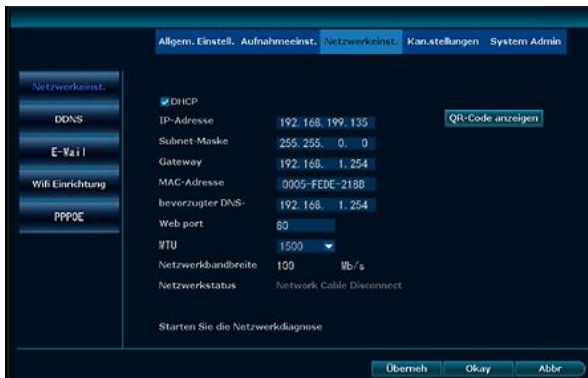 Allgem. Einstell. Aufnahmeeinst. Netzwerkeinst. Kan.stellungen System Admin
Netzwerkeinst.
DDNS
E-Mail
Wifi Einrichtung
PPPOE
DHCP
IP-Adresse 192.168.199.135 QR-Code anzeigen
Subnet-Maske 255.255. 0. 0
Gateway 192.168. 1.254
MAC-Adresse 0005-FEDE-218B
bevorzugter DNS- 192.168. 1.254
Web port 80
MTU 1500
Netzwerkbandbreite 100 Mb/s
Netzwerkstatus Network Cable Disconnect
Starten Sie die Netzwerkdiagnose
Überneh Okay Abbr